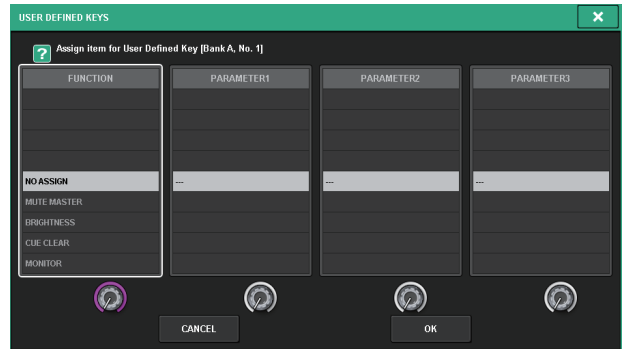 USER DEFINED KEYS
? Assign item for User Defined Key [Bank A, No. 1]
FUNCTION PARAMETER1 PARAMETER2 PARAMETER3
NO ASSIGN --- --- ---
MUTE MASTER
BRIGHTNESS
CUE CLEAR
MONITOR
CANCEL OK